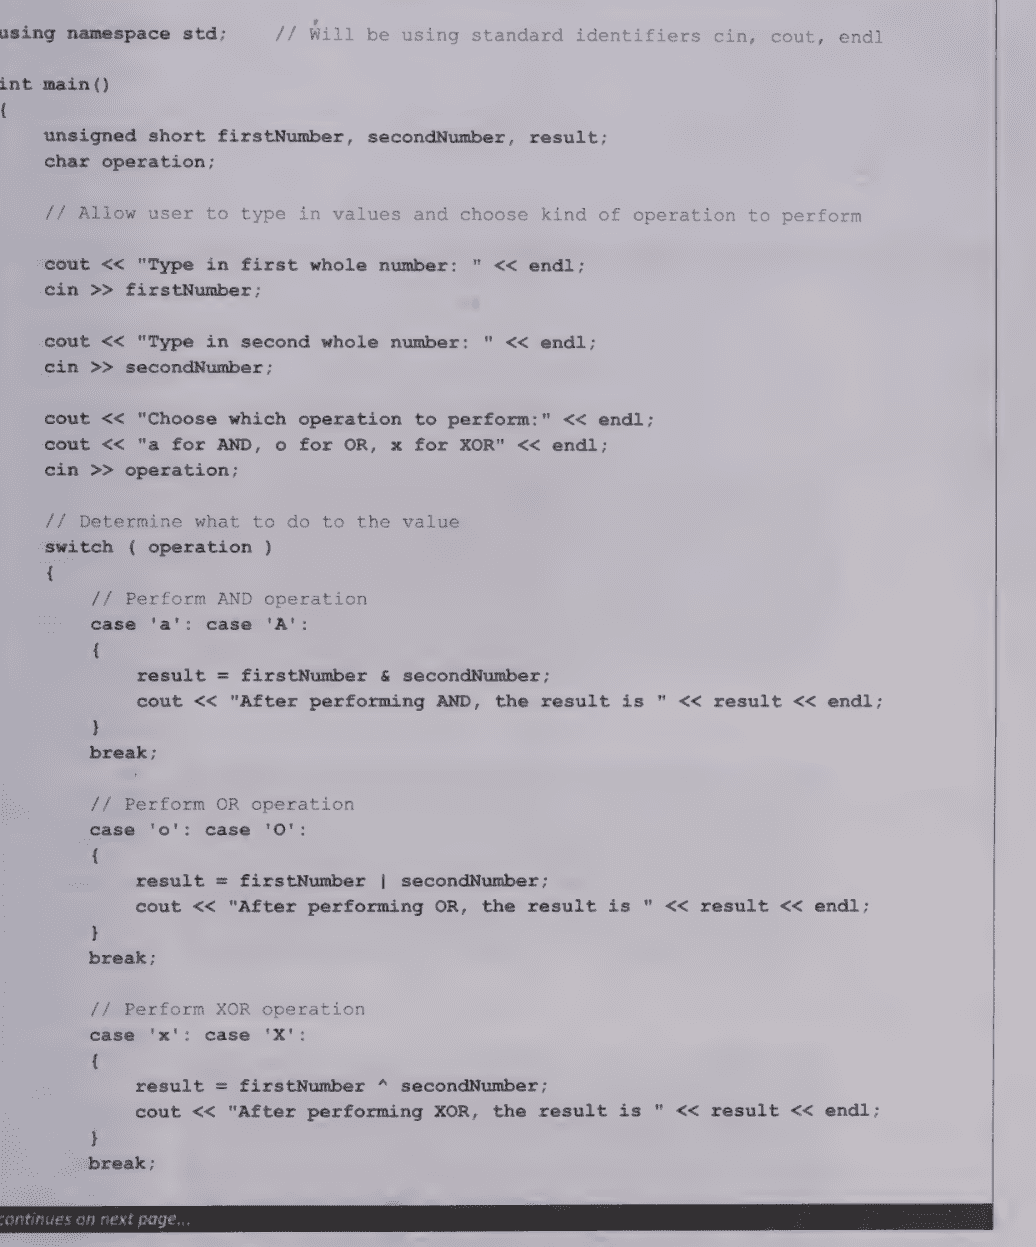 using namespace std;    // Will be using standard identifiers cin, cout, endl
int main()
{
    unsigned short firstNumber, secondNumber, result;
    char operation;
    // Allow user to type in values and choose kind of operation to perform
    cout << "Type in first whole number: " << endl;
    cin >> firstNumber;
    cout << "Type in second whole number: " << endl;
    cin >> secondNumber;
    cout << "Choose which operation to perform:" << endl;
    cout << "a for AND, o for OR, x for XOR" << endl;
    cin >> operation;
    // Determine what to do to the value
    switch ( operation )
    {
        // Perform AND operation
        case 'a': case 'A':
        {
            result = firstNumber & secondNumber;
            cout << "After performing AND, the result is " << result << endl;
        }
        break;
        // Perform OR operation
        case 'o': case 'O':
        {
            result = firstNumber | secondNumber;
            cout << "After performing OR, the result is " << result << endl;
        }
        break;
        // Perform XOR operation
        case 'x': case 'X':
        {
            result = firstNumber ^ secondNumber;
            cout << "After performing XOR, the result is " << result << endl;
        }
        break;
continues on next page...